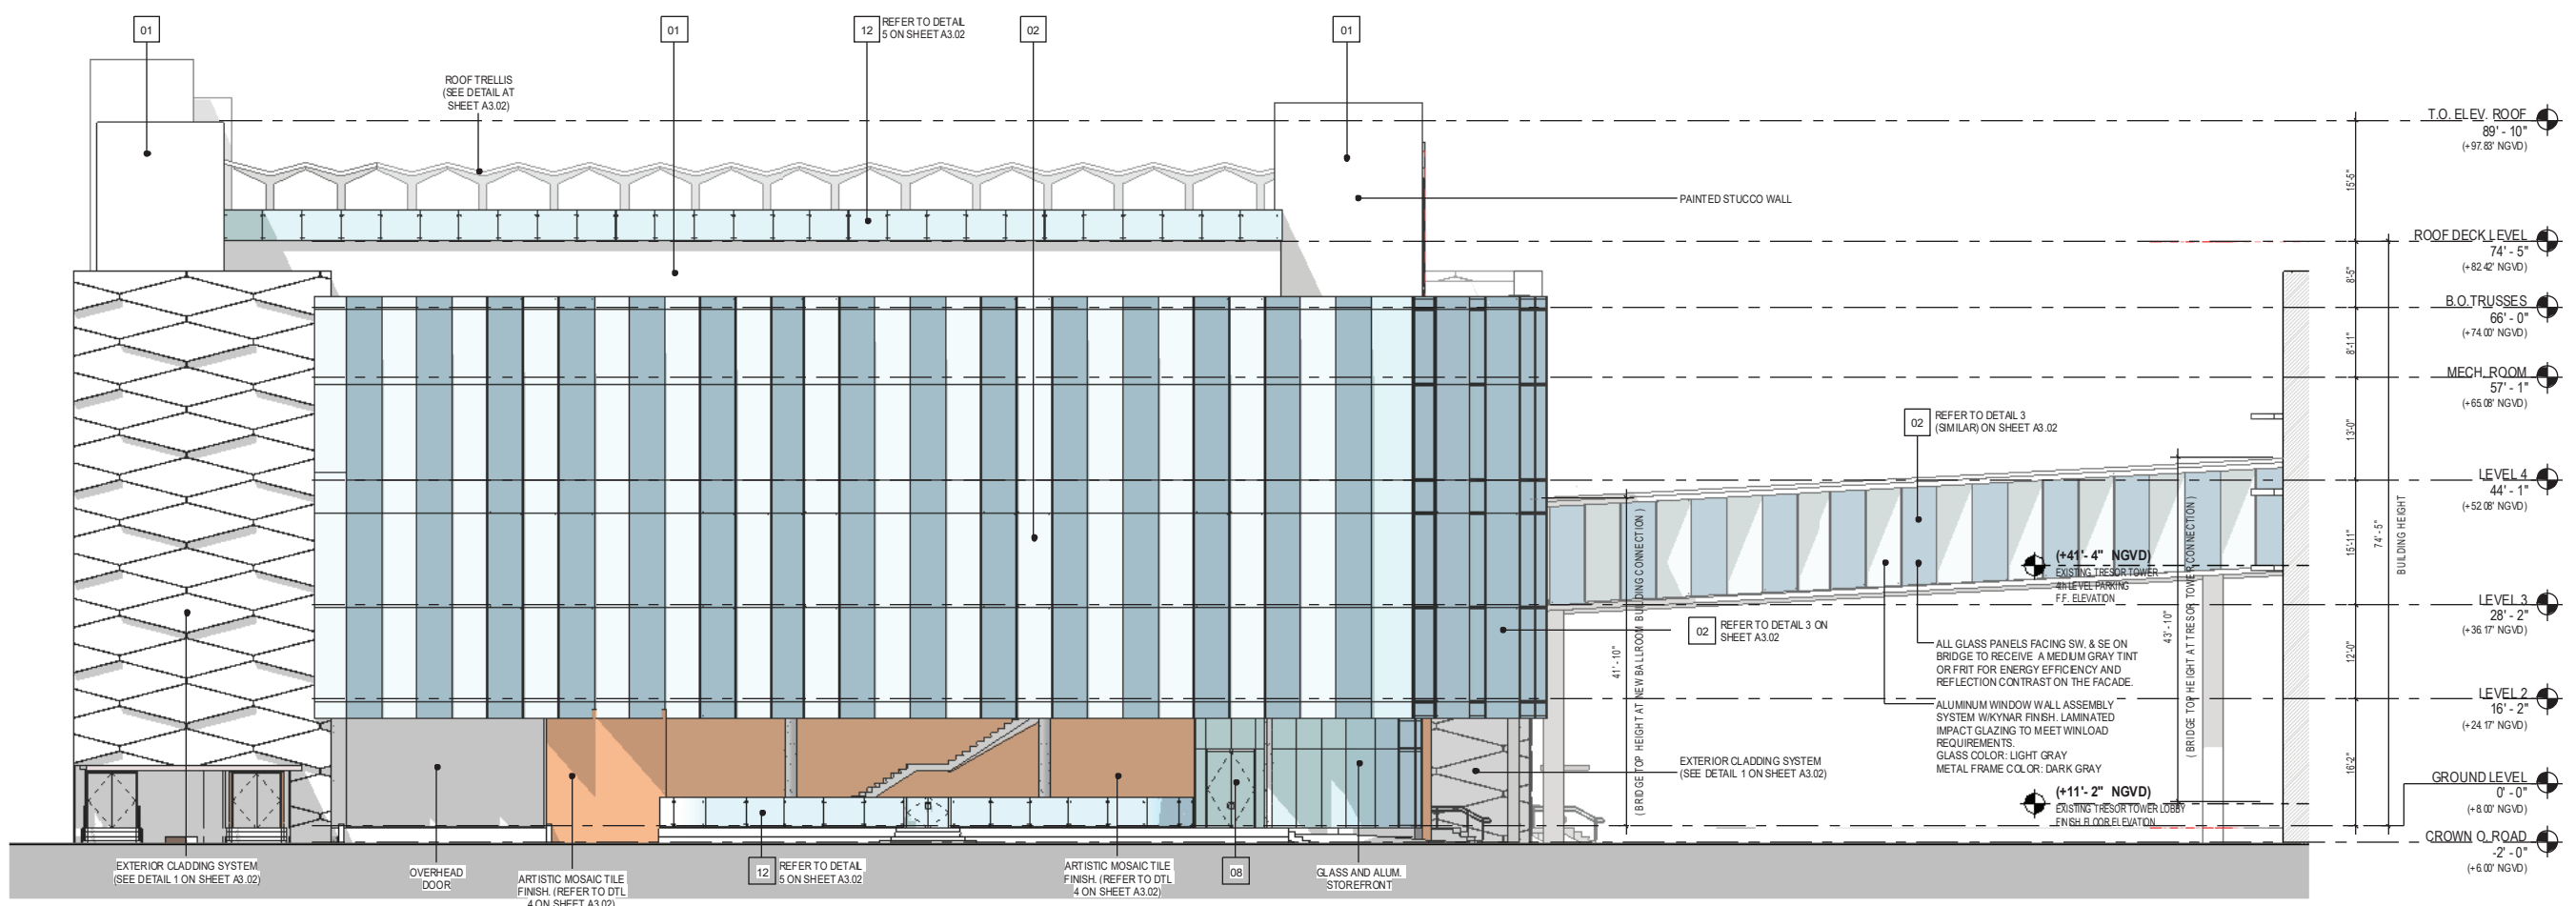 01
01
12
REFER TO DETAIL
5 ON SHEET A3.02
02
01
ROOF TRELLIS
(SEE DETAIL AT
SHEET A3.02)
PAINTED STUCCO WALL
T.O. ELEV. ROOF
89' - 10"
(+97.83' NGVD)
15'-5"
ROOF DECK LEVEL
74' - 5"
(+82.42' NGVD)
8'-5"
B.O.TRUSSES
66' - 0"
(+74.00' NGVD)
8'-11"
MECH. ROOM
57' - 1"
(+65.08' NGVD)
13'-0"
LEVEL 4
44' - 1"
(+52.08' NGVD)
15'-11"
74' - 5"
BUILDING HEIGHT
LEVEL 3
28' - 2"
(+36.17' NGVD)
12'-0"
LEVEL 2
16' - 2"
(+24.17' NGVD)
16'-2"
GROUND LEVEL
0' - 0"
(+8.00' NGVD)
CROWN O. ROAD
-2' - 0"
(+6.00' NGVD)
02
REFER TO DETAIL 3
(SIMILAR) ON SHEET A3.02
(+41'- 4" NGVD)
EXISTING TRESOR TOWER
4th LEVEL PARKING
F.F. ELEVATION
02
REFER TO DETAIL 3 ON
SHEET A3.02
41' - 10"
(BRIDGE TOP HEIGHT AT NEW BALLROOM BUILDING CONNECTION )
43' - 10"
( BRIDGE TOP HEIGHT AT TRESOR TOWER CONNECTION)
ALL GLASS PANELS FACING SW, & SE ON
BRIDGE TO RECEIVE A MEDIUM GRAY TINT
OR FRIT FOR ENERGY EFFICIENCY AND
REFLECTION CONTRAST ON THE FACADE.
ALUMINUM WINDOW WALL ASSEMBLY
SYSTEM W/KYNAR FINISH. LAMINATED
IMPACT GLAZING TO MEET WINLOAD
REQUIREMENTS.
GLASS COLOR: LIGHT GRAY
METAL FRAME COLOR: DARK GRAY
EXTERIOR CLADDING SYSTEM
(SEE DETAIL 1 ON SHEET A3.02)
(+11'- 2" NGVD)
EXISTING TRESOR TOWER LOBBY
FINISH FLOOR ELEVATION
EXTERIOR CLADDING SYSTEM
(SEE DETAIL 1 ON SHEET A3.02)
OVERHEAD
DOOR
ARTISTIC MOSAIC TILE
FINISH. (REFER TO DTL
4 ON SHEET A3.02)
12
REFER TO DETAIL
5 ON SHEET A3.02
ARTISTIC MOSAIC TILE
FINISH. (REFER TO DTL
4 ON SHEET A3.02)
08
GLASS AND ALUM.
STOREFRONT